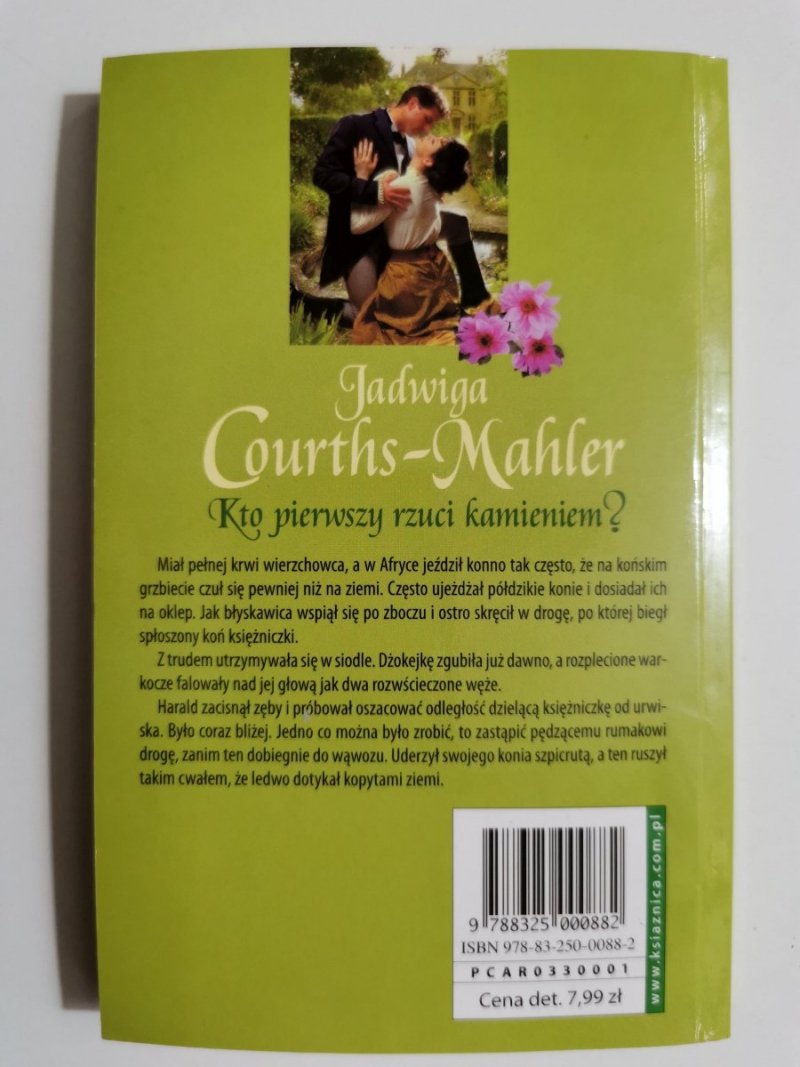 Jadwiga
Courths-Mahler
Kto pierwszy rzuci kamieniem?
Miał pełnej krwi wierzchowca, a w Afryce jeździł konno tak często, że na końskim
grzbiecie czuł się pewniej niż na ziemi. Często ujeżdżał półdzikie konie i dosiadał ich
na oklep. Jak błyskawica wspiął się po zboczu i ostro skręcił w drogę, po której biegł
spłoszony koń księżniczki.
Z trudem utrzymywała się w siodle. Dżokejkę zgubiła już dawno, a rozplecione war-
kocze falowały nad jej głową jak dwa rozwścieczone węże.
Harald zacisnął zęby i próbował oszacować odległość dzielącą księżniczkę od urwi-
ska. Było coraz bliżej. Jedno co można było zrobić, to zastąpić pędzącemu rumakowi
drogę, zanim ten dobiegnie do wąwozu. Uderzył swojego konia szpicrutą, a ten ruszył
takim cwałem, że ledwo dotykał kopytami ziemi.
9 788325 000882
ISBN 978-83-250-0088-2
PCAR0330001
Cena det. 7,99 zł
www.ksiaznica.com.pl